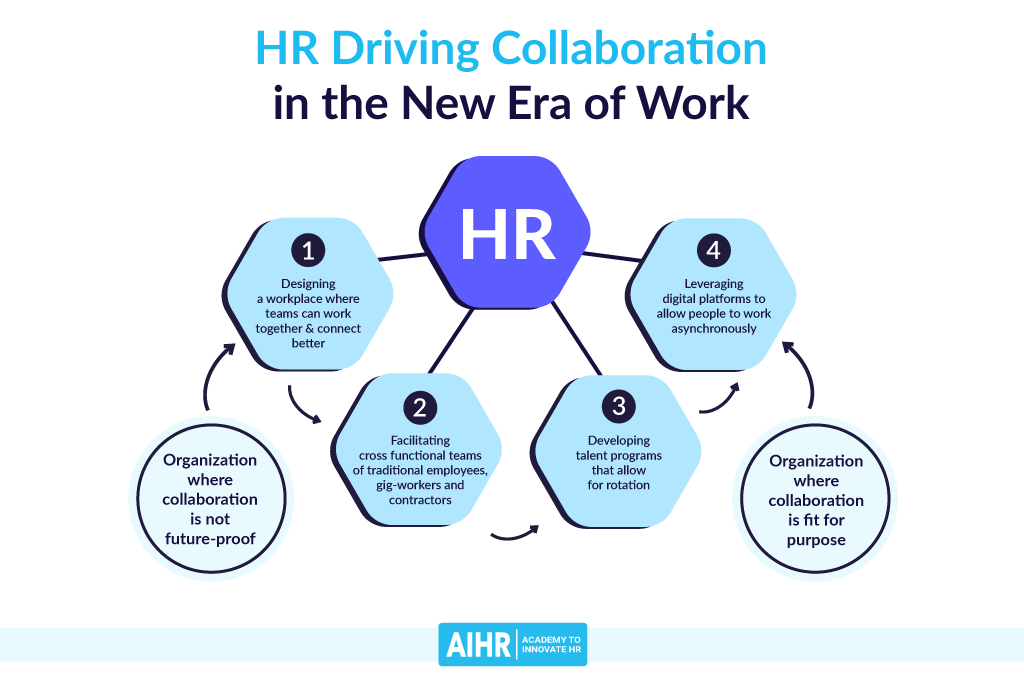 HR Driving Collaboration
in the New Era of Work
HR
1
Designing
a workplace where
teams can work
together & connect
better
2
Facilitating
cross functional teams
of traditional employees,
gig-workers and
contractors
3
Developing
talent programs
that allow
for rotation
4
Leveraging
digital platforms to
allow people to work
asynchronously
Organization
where
collaboration
is not
future-proof
Organization
where
collaboration
is fit for
purpose
AIHR
ACADEMY TO
INNOVATE HR